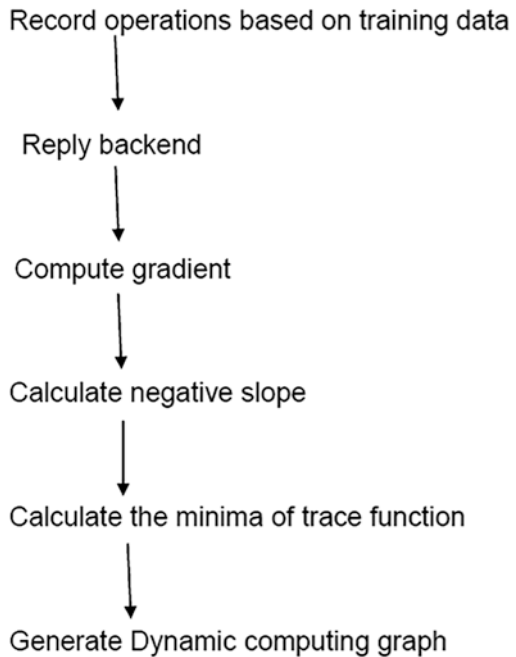 Record operations based on training data
Reply backend
Compute gradient
Calculate negative slope
Calculate the minima of trace function
Generate Dynamic computing graph